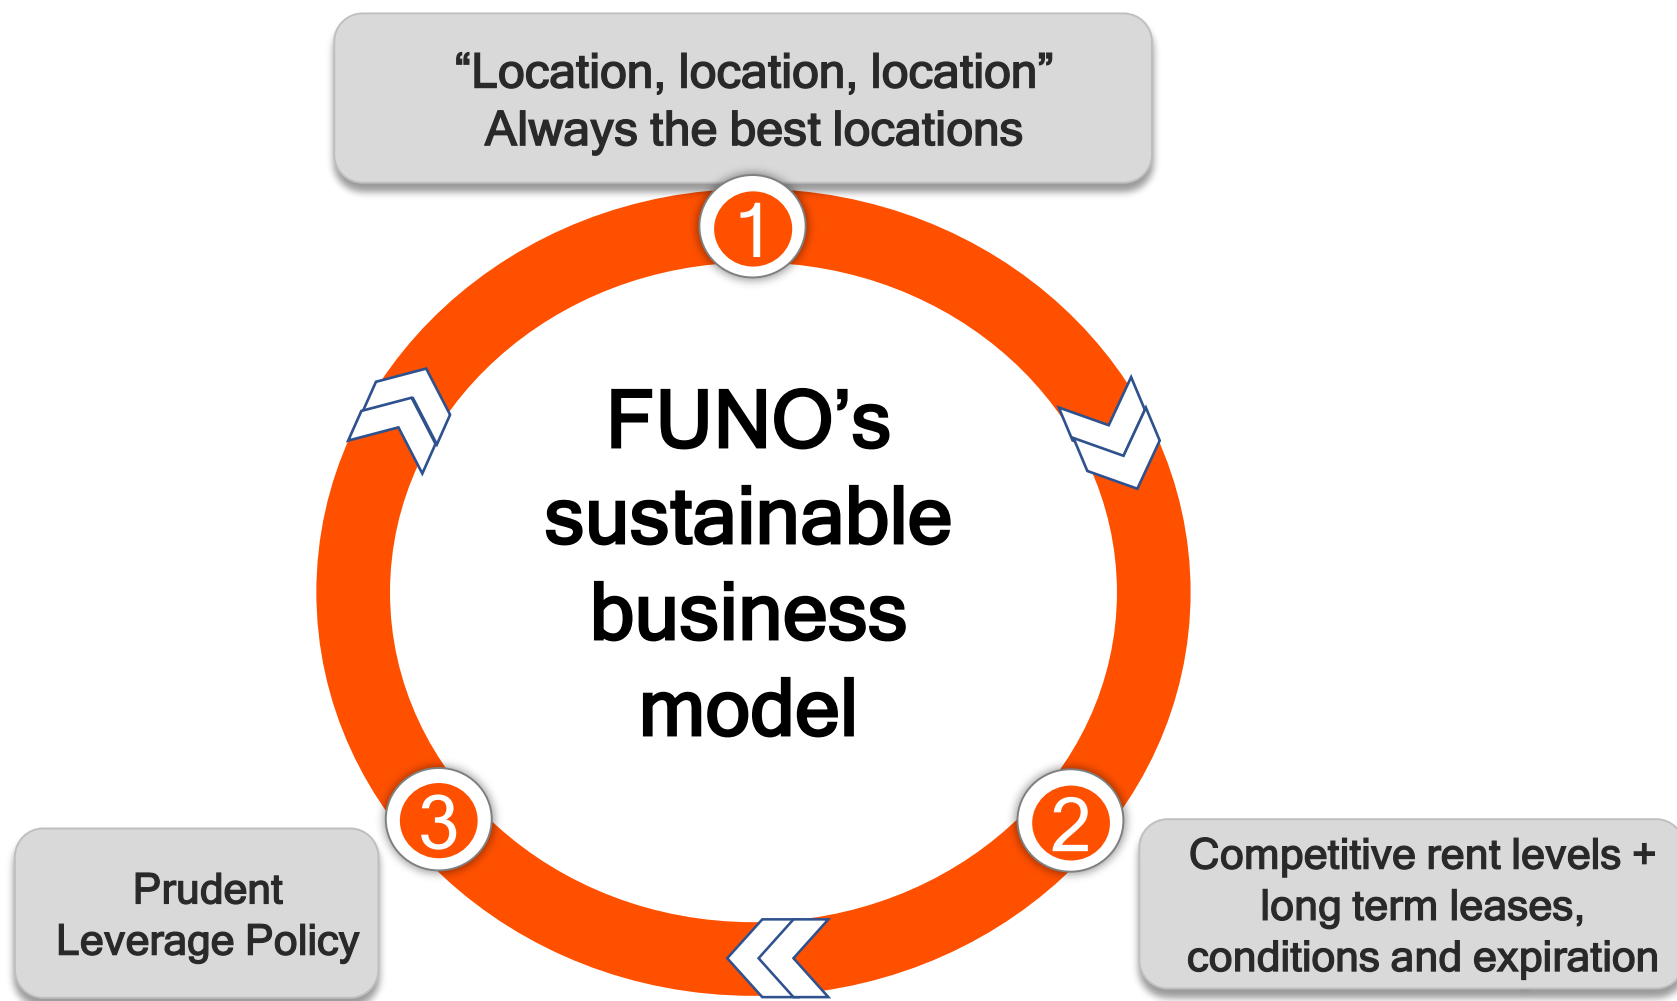 “Location, location, location”
Always the best locations
1
FUNO’s
sustainable
business
model
3
2
Prudent
Leverage Policy
Competitive rent levels +
long term leases,
conditions and expiration